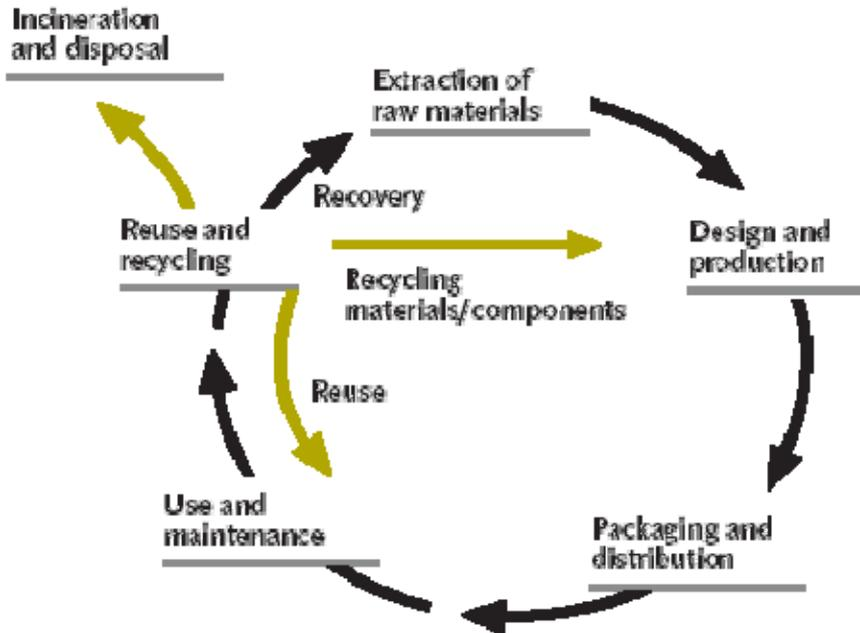 Incineration
and disposal
Extraction of
raw materials
Recovery
Reuse and
recycling
Design and
production
Recycling
materials/components
Reuse
Use and
maintenance
Packaging and
distribution